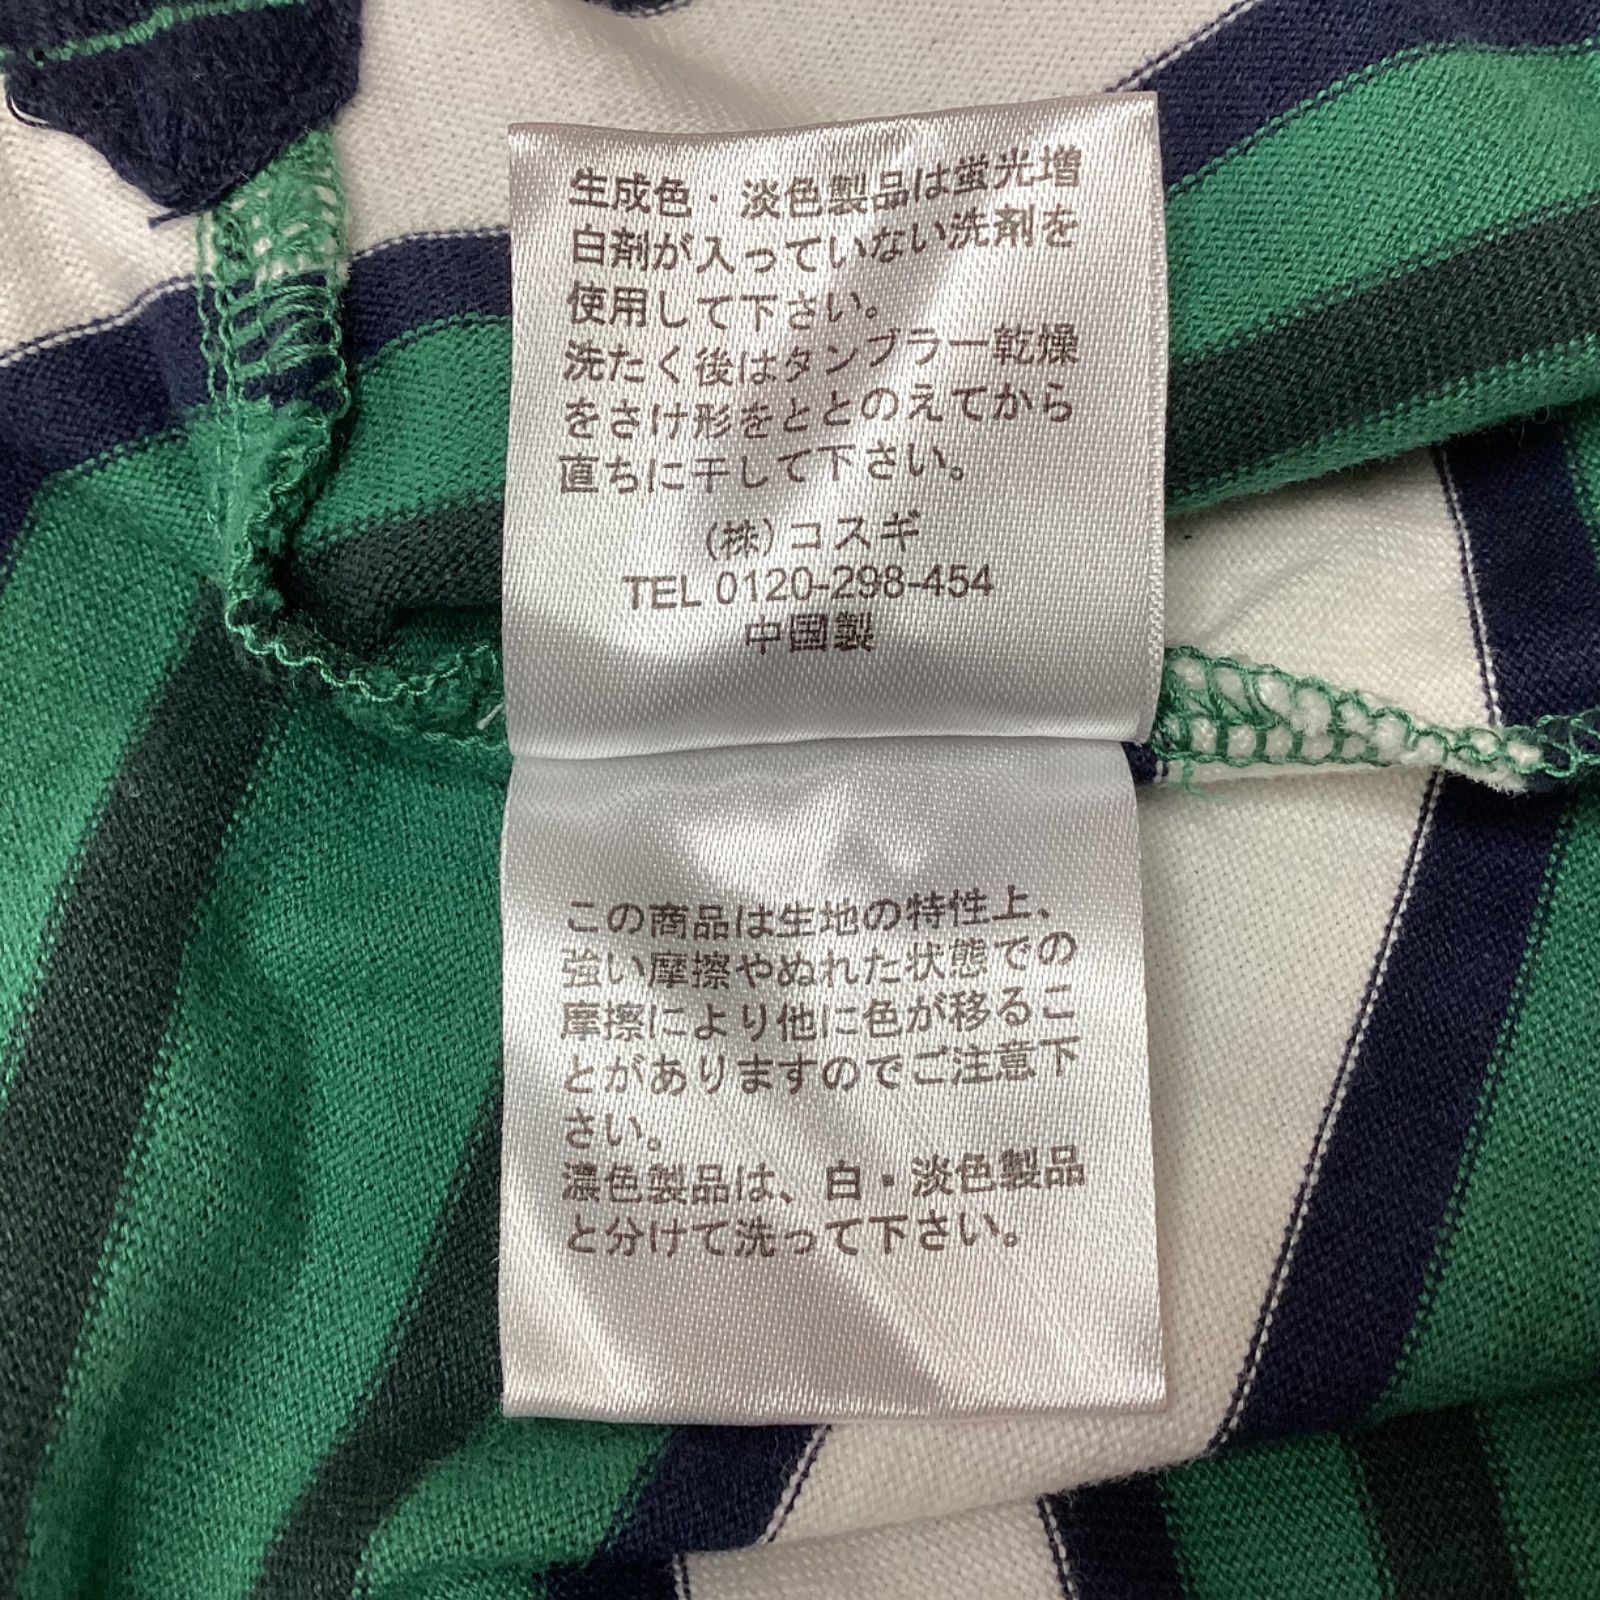 生成色・淡色製品は蛍光増
白剤が入っていない洗剤を
使用して下さい。
洗たく後はタンブラー乾燥
をさけ形をととのえてから
直ちに干して下さい。
(株)コスギ
TEL 0120-298-454
中国製
この商品は生地の特性上、
強い摩擦やぬれた状態での
摩擦により他に色が移るこ
とがありますのでご注意下
さい。
濃色製品は、白・淡色製品
と分けて洗って下さい。